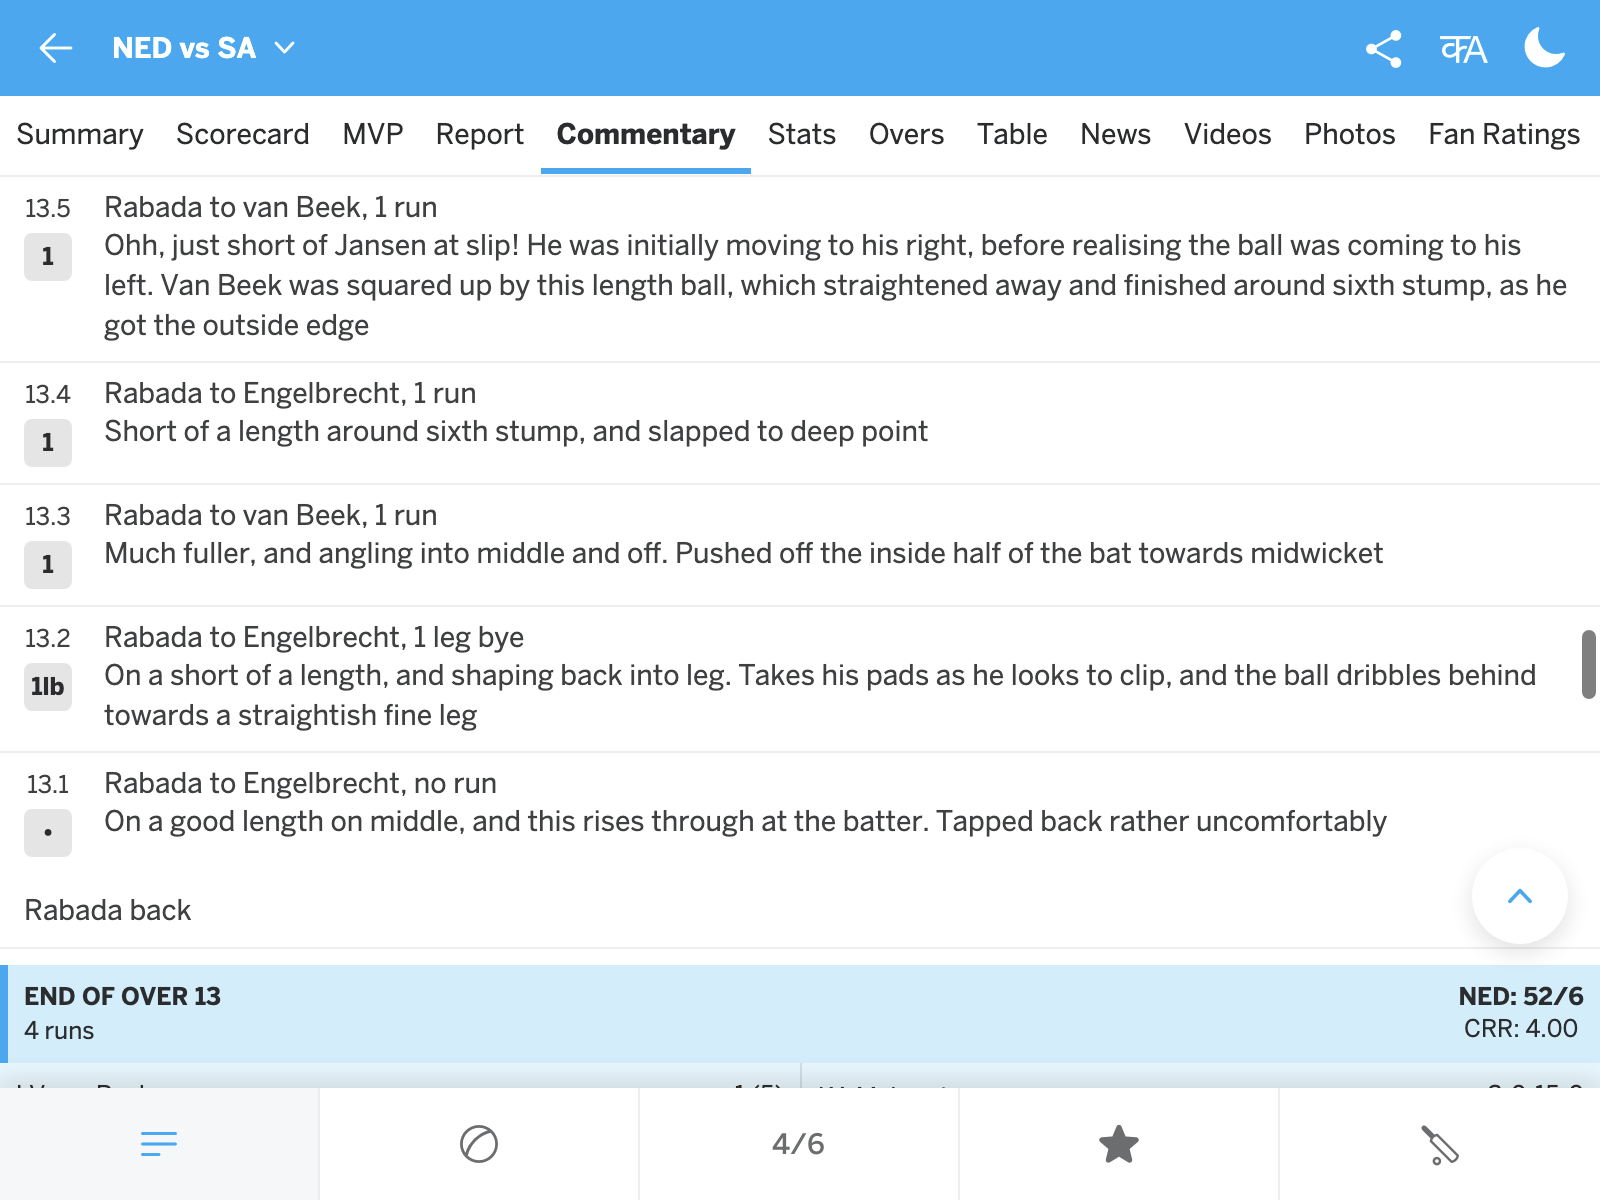 NED vs SA
Summary Scorecard MVP Report Commentary Stats Overs Table News Videos Photos Fan Ratings
13.5 Rabada to van Beek, 1 run
1 Ohh, just short of Jansen at slip! He was initially moving to his right, before realising the ball was coming to his
left. Van Beek was squared up by this length ball, which straightened away and finished around sixth stump, as he
got the outside edge
13.4 Rabada to Engelbrecht, 1 run
1 Short of a length around sixth stump, and slapped to deep point
13.3 Rabada to van Beek, 1 run
1 Much fuller, and angling into middle and off. Pushed off the inside half of the bat towards midwicket
13.2 Rabada to Engelbrecht, 1 leg bye
1lb On a short of a length, and shaping back into leg. Takes his pads as he looks to clip, and the ball dribbles behind
towards a straightish fine leg
13.1 Rabada to Engelbrecht, no run
• On a good length on middle, and this rises through at the batter. Tapped back rather uncomfortably
Rabada back
END OF OVER 13 NED: 52/6
4 runs CRR: 4.00
4/6